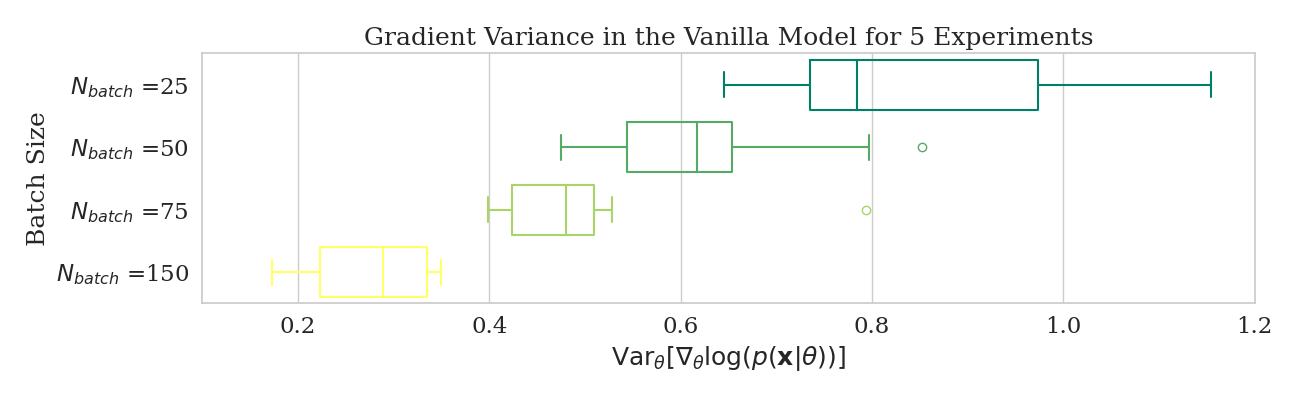 Gradient Variance in the Vanilla Model for 5 Experiments
Batch Size
N_batch =25
N_batch =50
N_batch =75
N_batch =150
0.2 0.4 0.6 0.8 1.0 1.2
Var_θ[∇_θlog(p(𝐱|θ))]